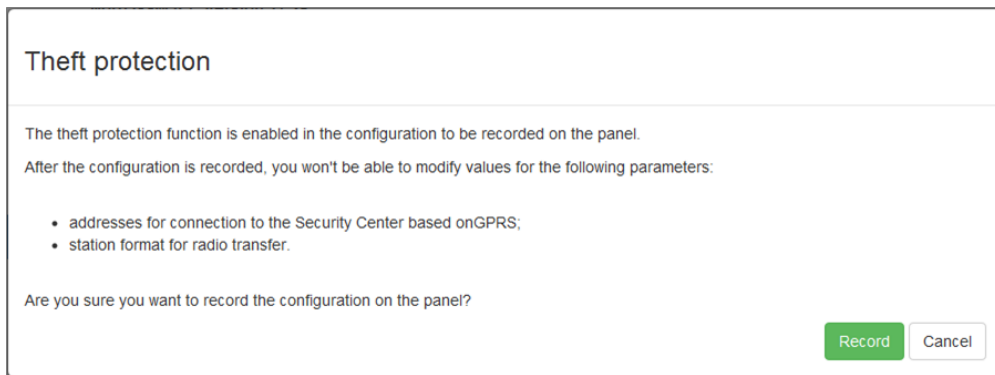 Theft protection
The theft protection function is enabled in the configuration to be recorded on the panel.
After the configuration is recorded, you won't be able to modify values for the following parameters:
• addresses for connection to the Security Center based onGPRS;
• station format for radio transfer.
Are you sure you want to record the configuration on the panel?
Record Cancel